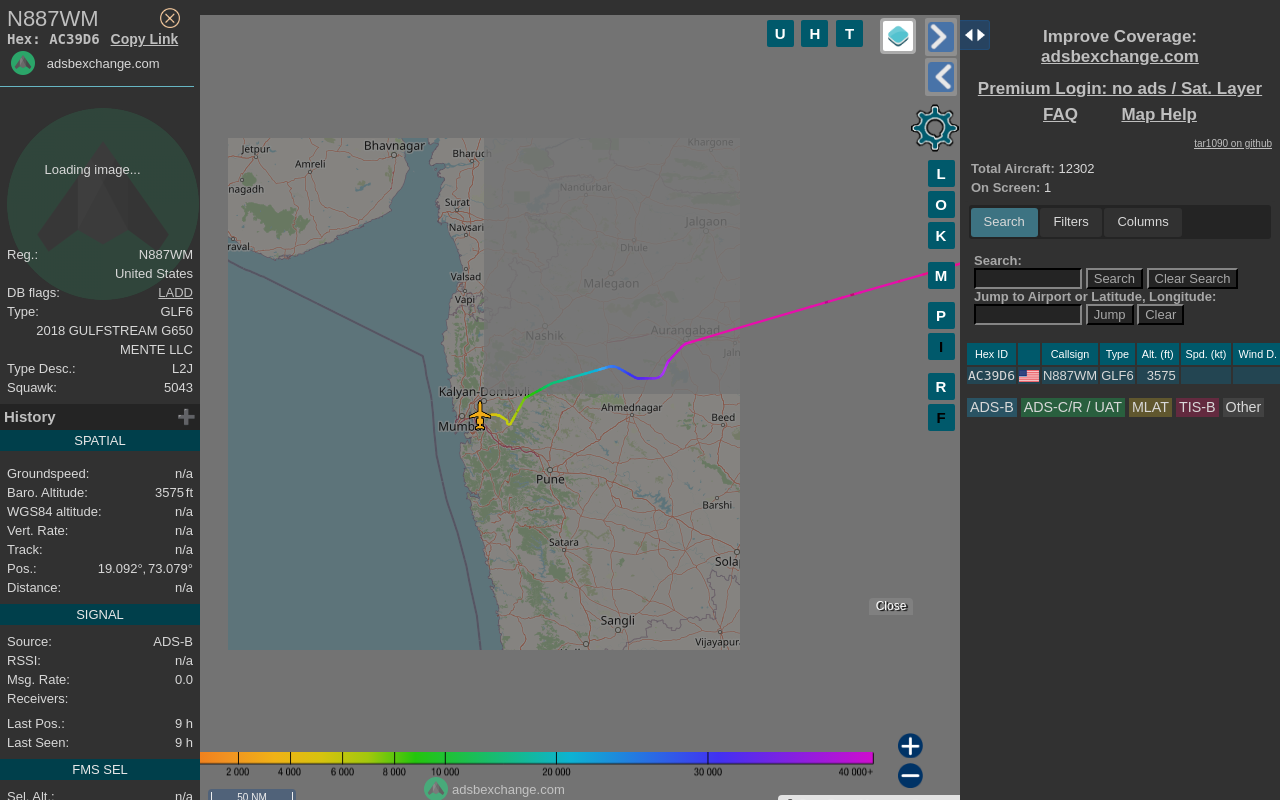 N887WM
Hex: AC39D6 Copy Link
adsbexchange.com
Loading image...
Reg.: N887WM
United States
DB flags: LADD
Type: GLF6
2018 GULFSTREAM G650
MENTE LLC
Type Desc.: L2J
Squawk: 5043
History
SPATIAL
Groundspeed: n/a
Baro. Altitude: 3575 ft
WGS84 altitude: n/a
Vert. Rate: n/a
Track: n/a
Pos.: 19.092°, 73.079°
Distance: n/a
SIGNAL
Source: ADS-B
RSSI: n/a
Msg. Rate: 0.0
Receivers:
Last Pos.: 9 h
Last Seen: 9 h
FMS SEL
Sel. Alt.: n/a
U H T
L
O
K
M
P
I
R
F
Jetpur
Bhavnagar
Bharuch
Khargone
Amreli
nagadh
Nandurbar
Surat
Jalgaon
Navsari
raval
Dhule
Valsad
Malegaon
Vapi
Nashik
Aurangabad
Jaln
Kalyan-Dombivli
Ahmednagar
Beed
Mumba
Pune
Barshi
Satara
Sola
Sangli
Vijayapur
Close
2 000 4 000 6 000 8 000 10 000 20 000 30 000 40 000+
adsbexchange.com
50 NM
Improve Coverage:
adsbexchange.com
Premium Login: no ads / Sat. Layer
FAQ Map Help
tar1090 on github
Total Aircraft: 12302
On Screen: 1
Search Filters Columns
Search:
Search Clear Search
Jump to Airport or Latitude, Longitude:
Jump Clear
Hex ID Callsign Type Alt. (ft) Spd. (kt) Wind D.
AC39D6 N887WM GLF6 3575
ADS-B ADS-C/R / UAT MLAT TIS-B Other